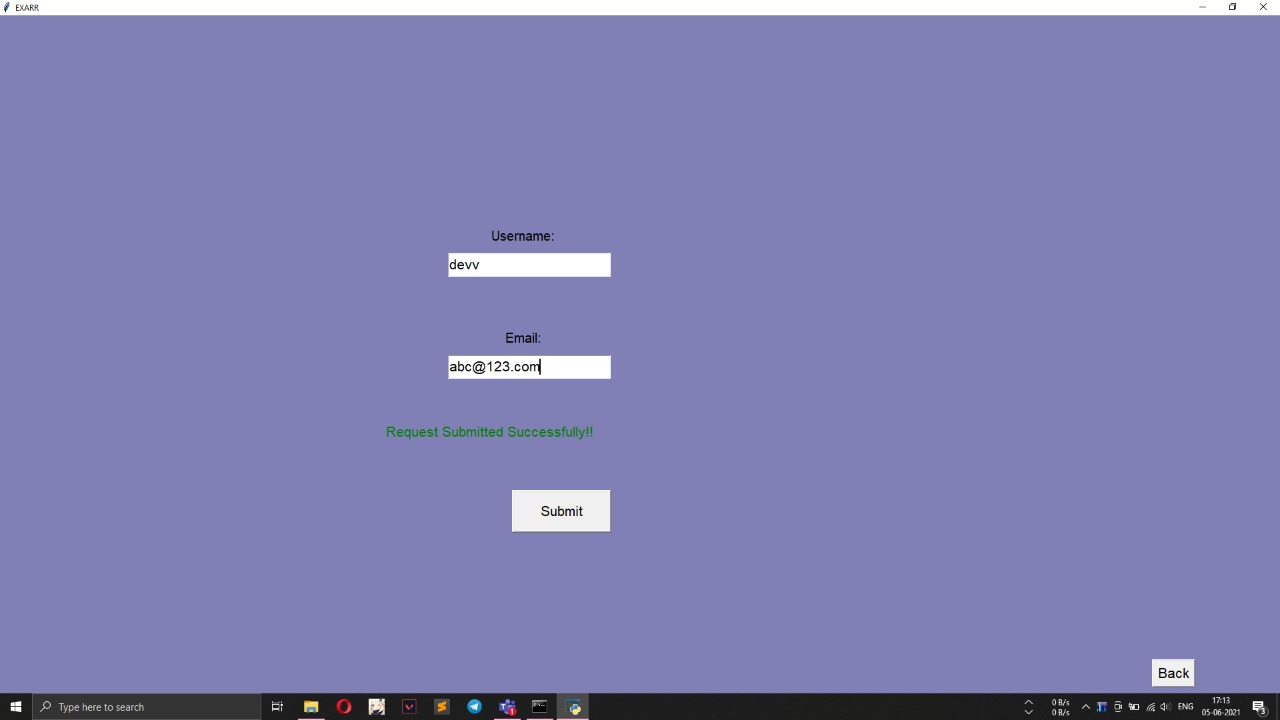 EXARR
Username:
devv
Email:
abc@123.com
Request Submitted Successfully!!
Submit
Back
Type here to search
0 B/s
0 B/s
ENG
17:13
05-06-2021